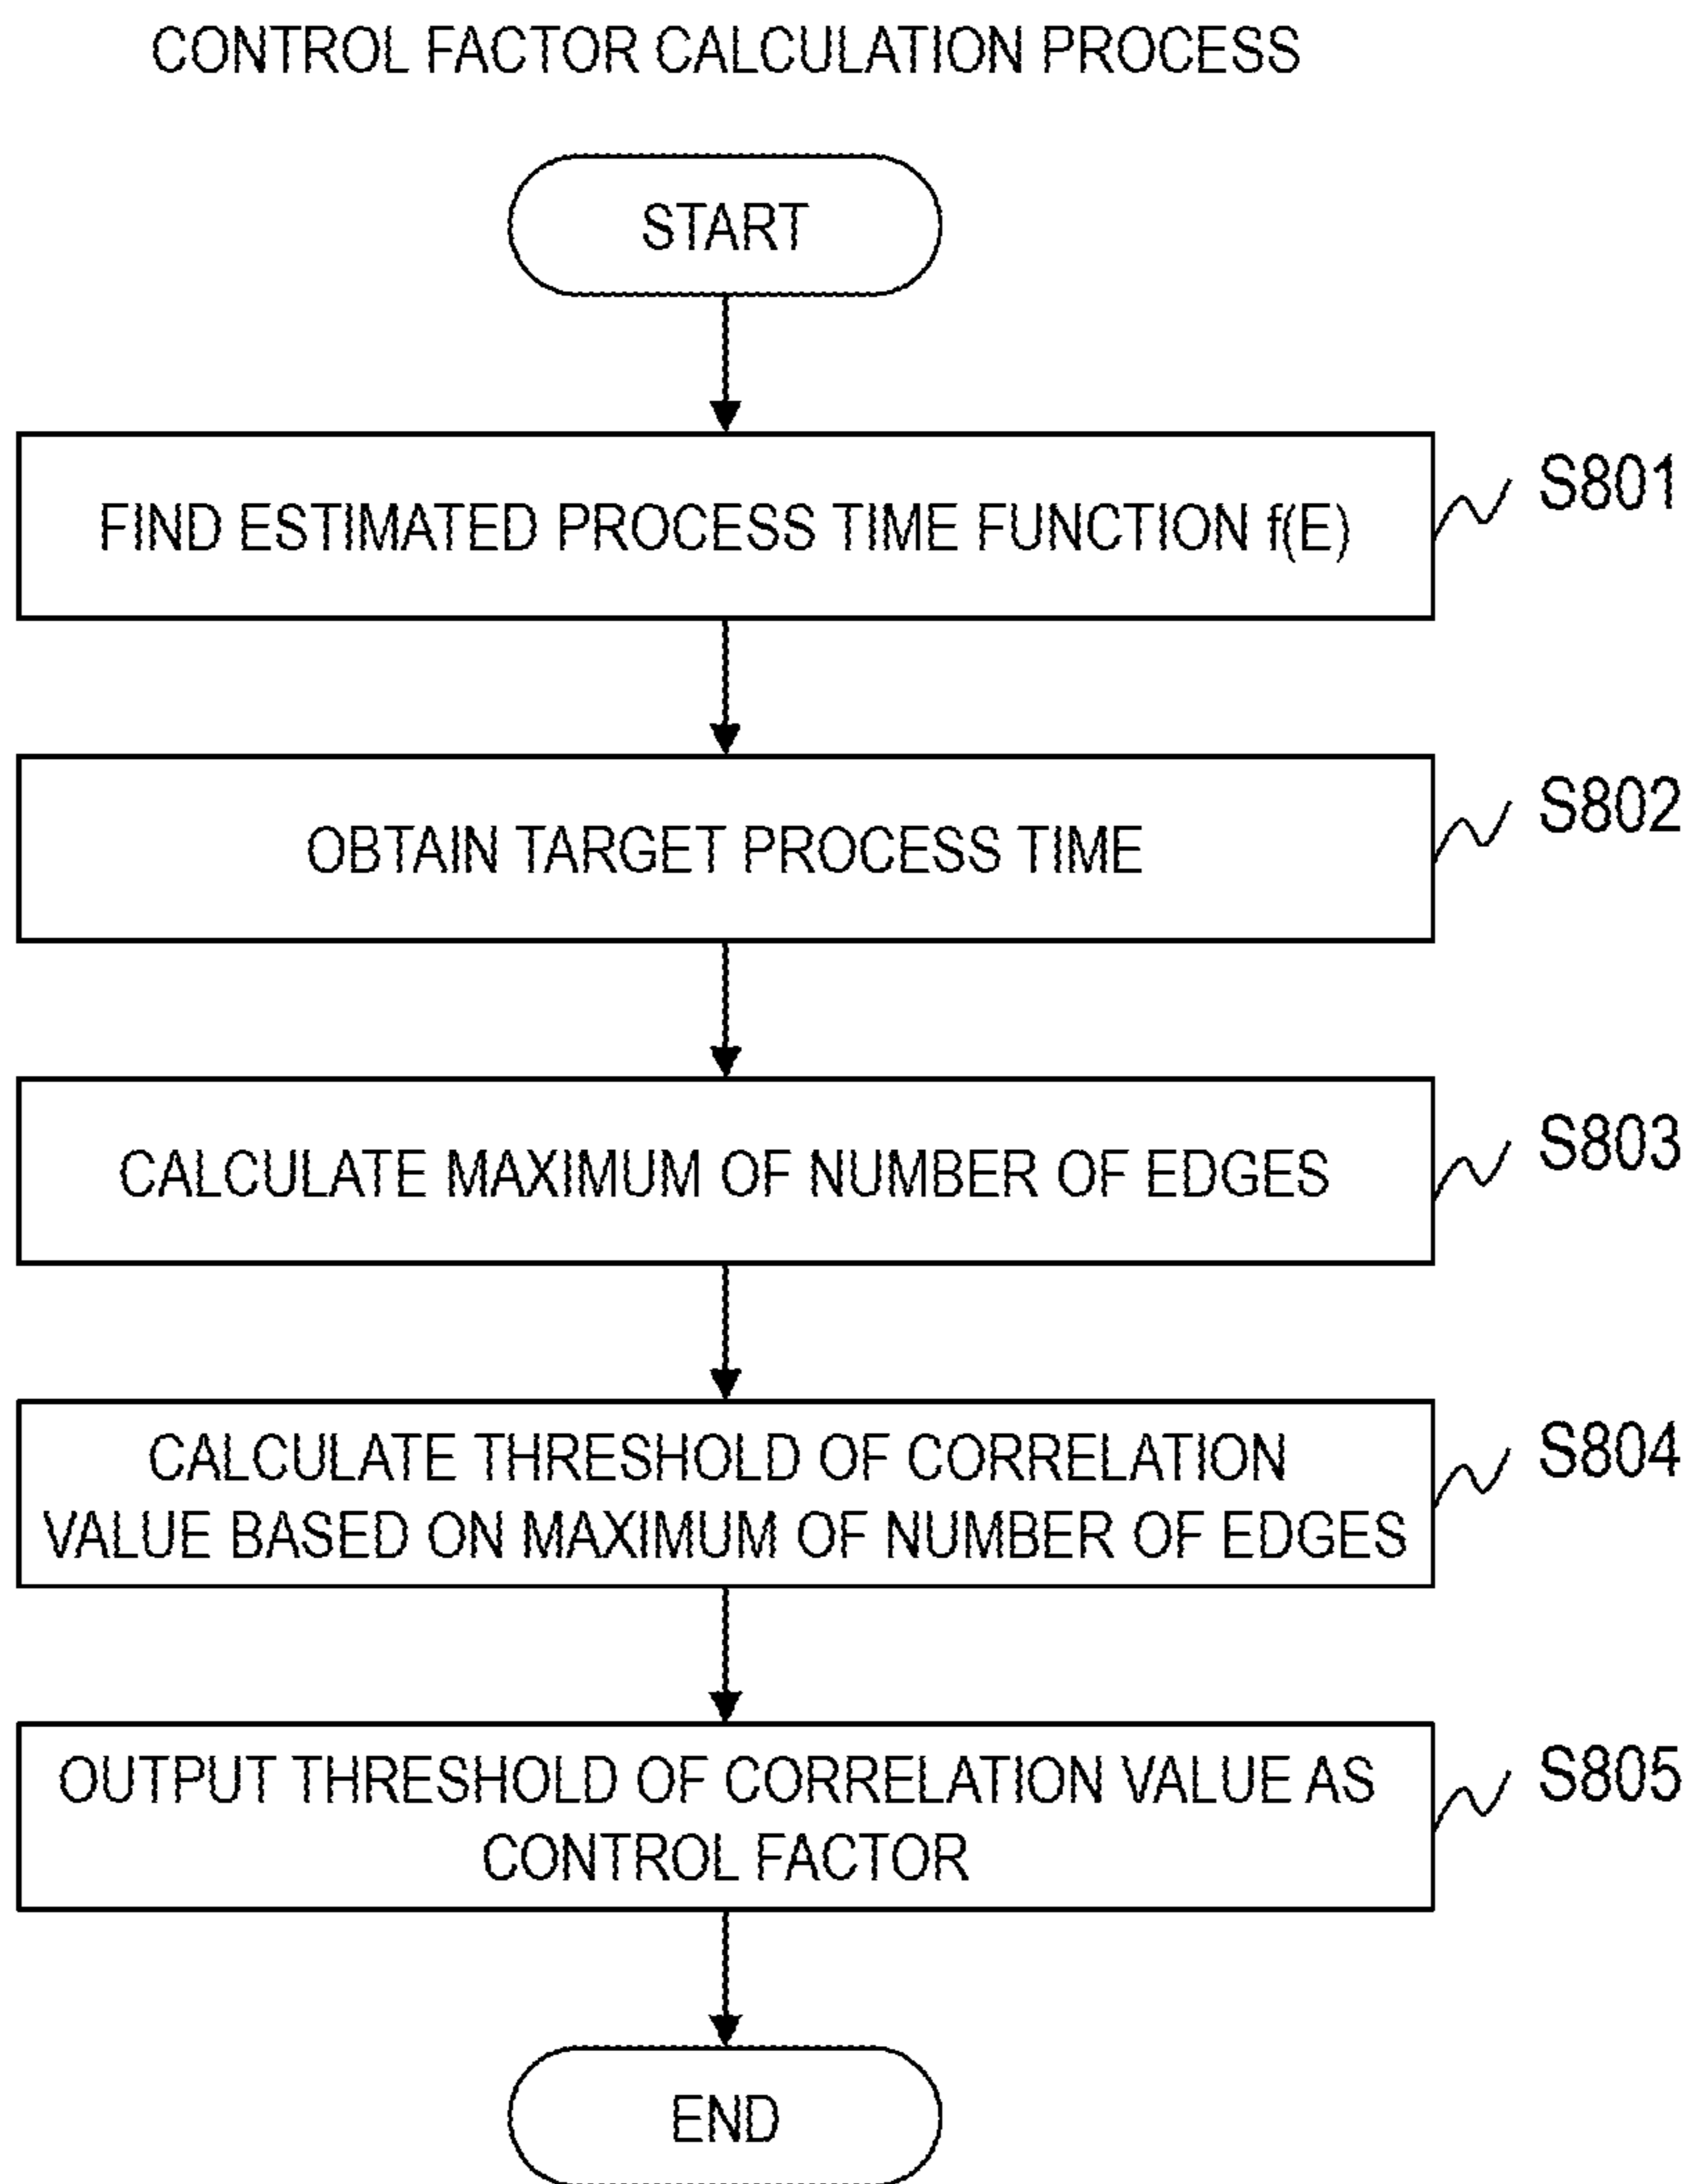 CONTROL FACTOR CALCULATION PROCESS
START
FIND ESTIMATED PROCESS TIME FUNCTION f(E)
S801
OBTAIN TARGET PROCESS TIME
S802
CALCULATE MAXIMUM OF NUMBER OF EDGES
S803
CALCULATE THRESHOLD OF CORRELATION
VALUE BASED ON MAXIMUM OF NUMBER OF EDGES
S804
OUTPUT THRESHOLD OF CORRELATION VALUE AS
CONTROL FACTOR
S805
END